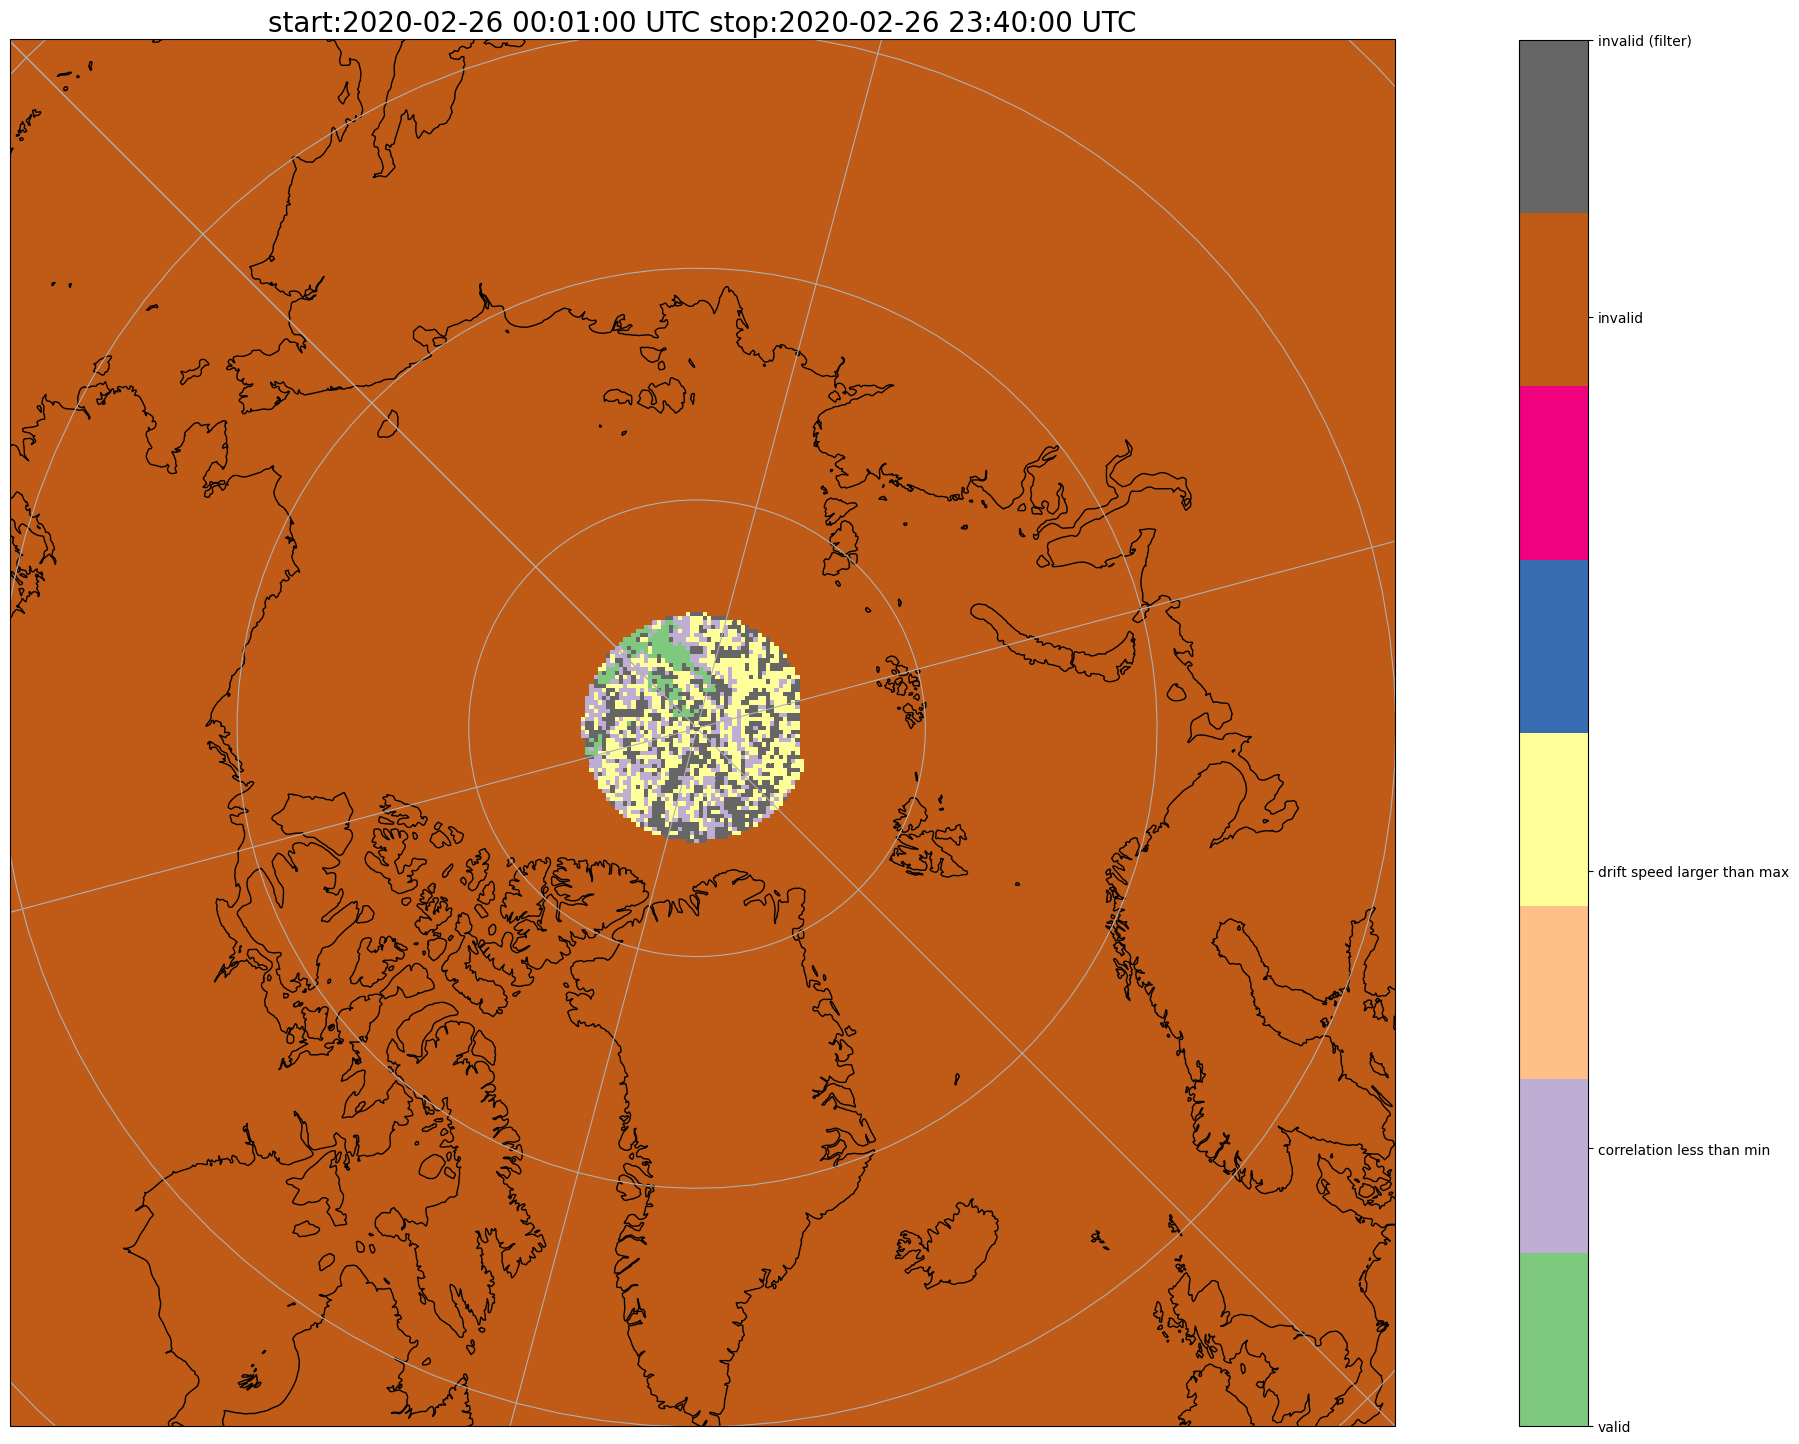 start:2020-02-26 00:01:00 UTC stop:2020-02-26 23:40:00 UTC
invalid (filter)
invalid
drift speed larger than max
correlation less than min
valid